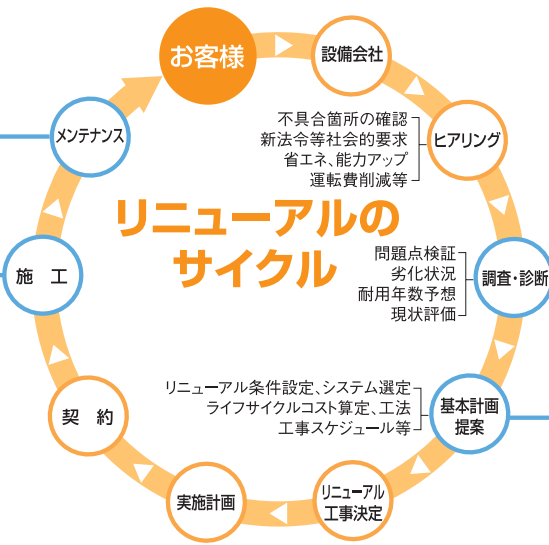 お客様
設備会社
ヒアリング
不具合箇所の確認
新法令等社会的要求
省エネ、能力アップ
運転費削減等
リニューアルの
サイクル
調査・診断
問題点検証
劣化状況
耐用年数予想
現状評価
基本計画
提案
リニューアル条件設定、システム選定
ライフサイクルコスト算定、工法
工事スケジュール等
リニューアル
工事決定
実施計画
契　約
施　工
メンテナンス